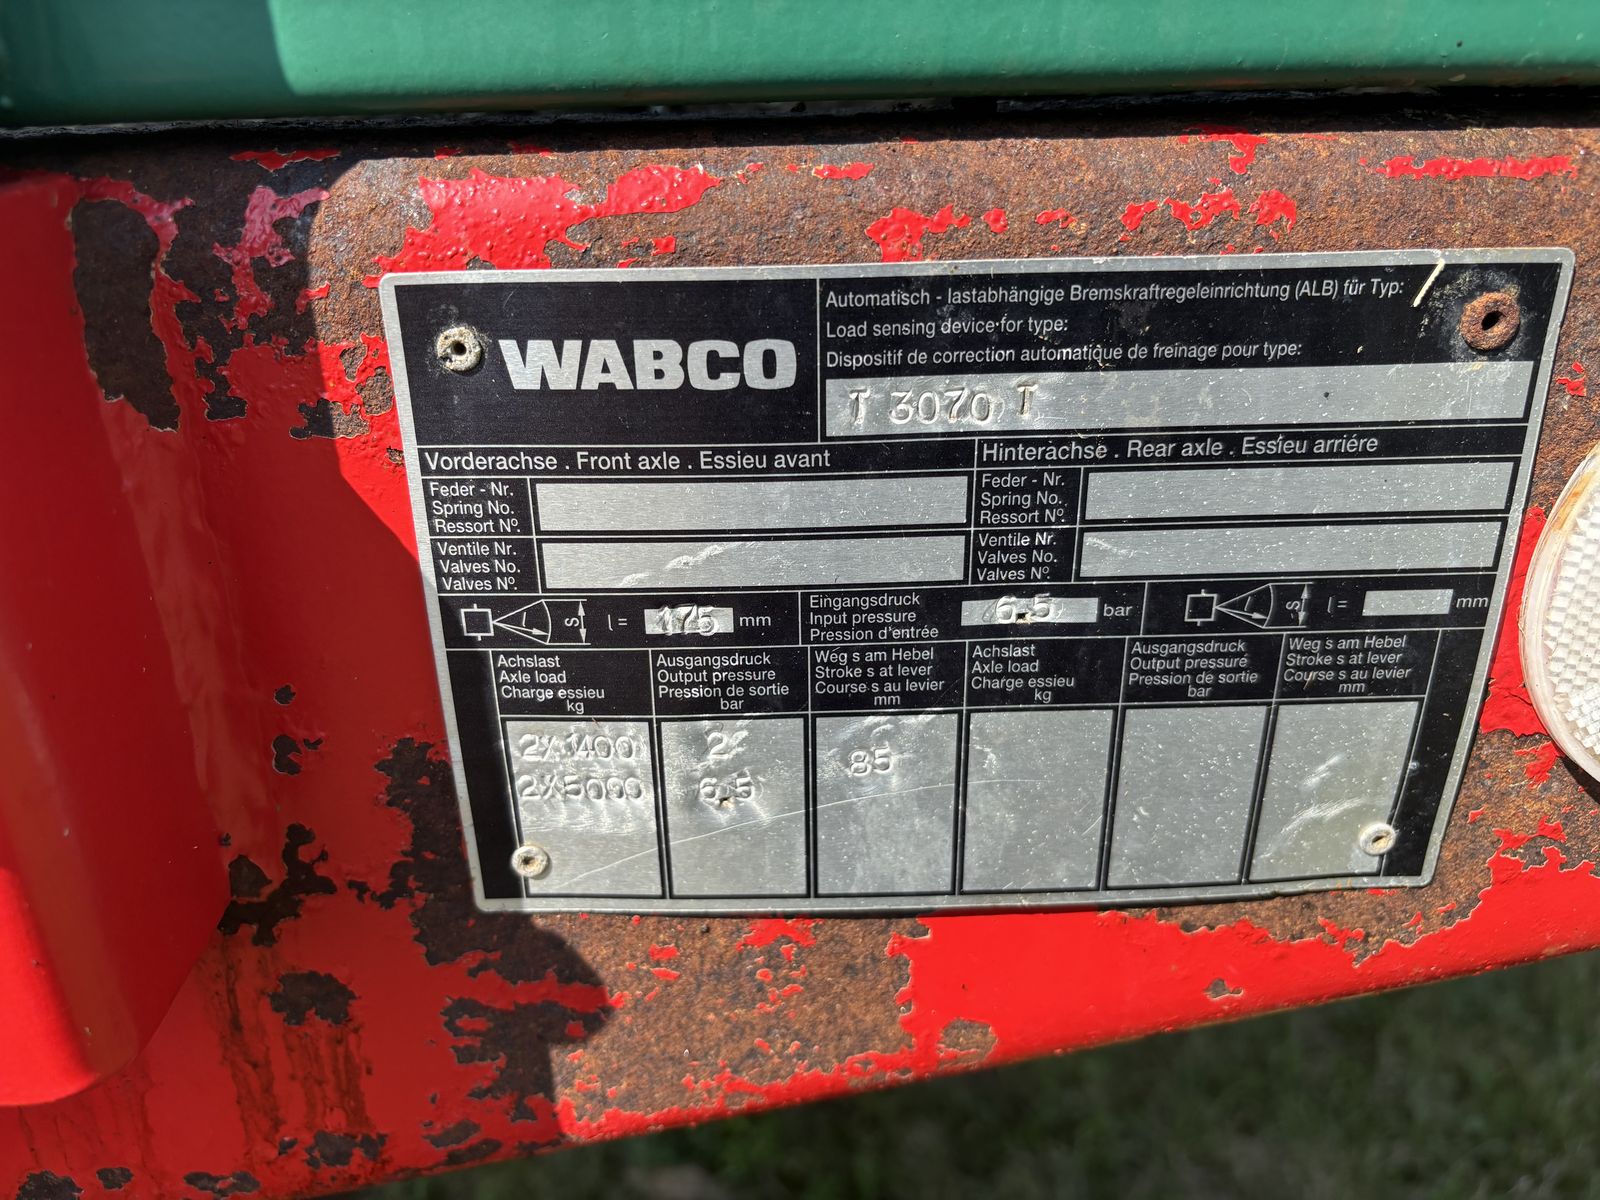 WABCO
Automatisch - lastabhängige Bremskraftregeleinrichtung (ALB) für Typ:
Load sensing device for type:
Dispositif de correction automatique de freinage pour type:
T 3070 T
Vorderachse . Front axle . Essieu avant
Hinterachse . Rear axle . Essieu arriére
Feder - Nr.
Spring No.
Ressort Nº.
Feder - Nr.
Spring No.
Ressort Nº.
Ventile Nr.
Valves No.
Valves Nº.
Ventile Nr.
Valves No.
Valves Nº.
L S l = 175 mm
Eingangsdruck
Input pressure
Pression d'entrée
6.5 bar
L S l = mm
Achslast
Axle load
Charge essieu
kg
Ausgangsdruck
Output pressure
Pression de sortie
bar
Weg s am Hebel
Stroke s at lever
Course s au levier
mm
Achslast
Axle load
Charge essieu
kg
Ausgangsdruck
Output pressure
Pression de sortie
bar
Weg s am Hebel
Stroke s at lever
Course s au levier
mm
2X1400 2 85
2X5000 6.5